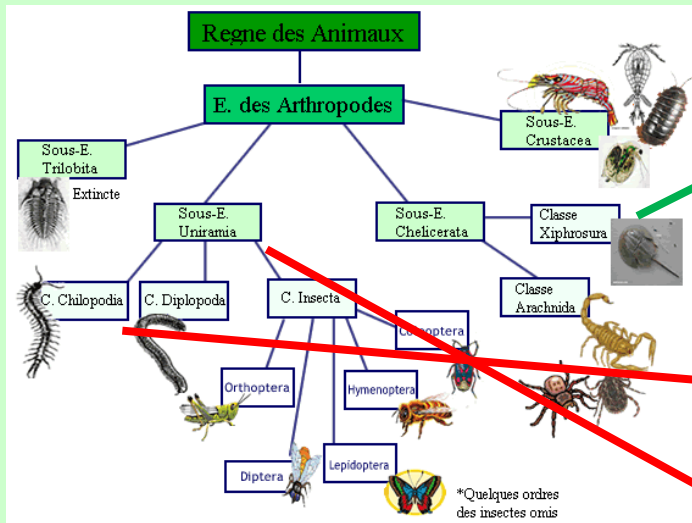 Regne des Animaux
E. des Arthropodes
Sous-E.
Crustacea
Sous-E.
Trilobita
Extincte
Sous-E.
Uniramia
Sous-E.
Chelicerata
Classe
Xiphrosura
C. Chilopodia
C. Diplopoda
C. Insecta
Classe
Arachnida
Coleoptera
Orthoptera
Hymenoptera
Diptera
Lepidoptera
*Quelques ordres
des insectes omis